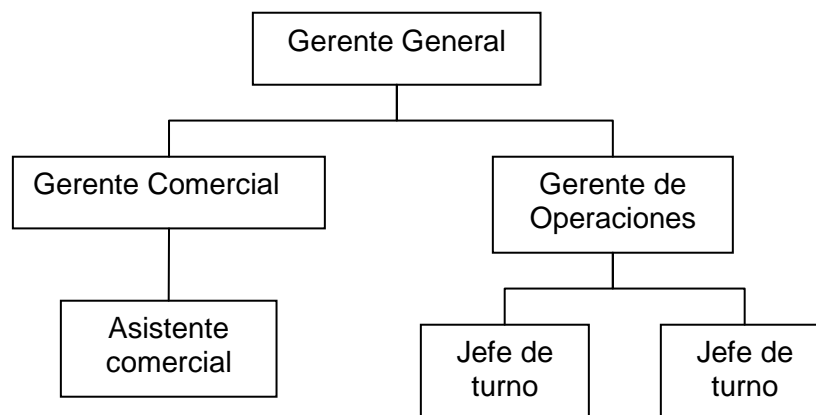 Gerente General
Gerente Comercial
Gerente de
Operaciones
Asistente
comercial
Jefe de
turno
Jefe de
turno